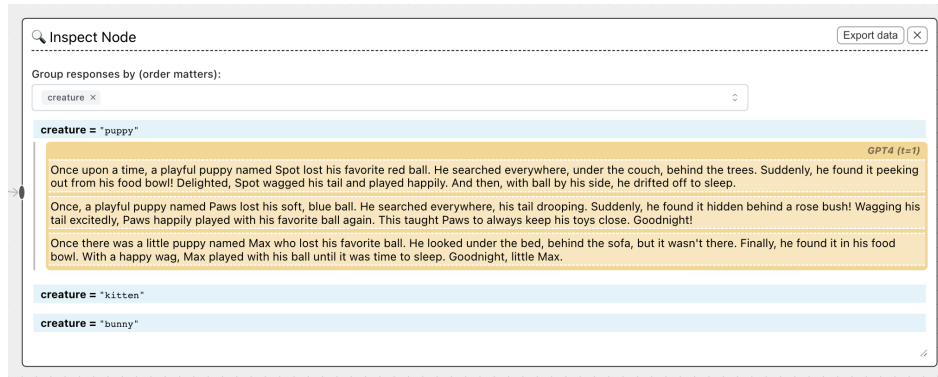 🔍 Inspect Node
Export data
×
Group responses by (order matters):
creature ×
creature = "puppy"
GPT4 (t=1)
Once upon a time, a playful puppy named Spot lost his favorite red ball. He searched everywhere, under the couch, behind the trees. Suddenly, he found it peeking
out from his food bowl! Delighted, Spot wagged his tail and played happily. And then, with ball by his side, he drifted off to sleep.
Once, a playful puppy named Paws lost his soft, blue ball. He searched everywhere, his tail drooping. Suddenly, he found it hidden behind a rose bush! Wagging his
tail excitedly, Paws happily played with his favorite ball again. This taught Paws to always keep his toys close. Goodnight!
Once there was a little puppy named Max who lost his favorite ball. He looked under the bed, behind the sofa, but it wasn't there. Finally, he found it in his food
bowl. With a happy wag, Max played with his ball until it was time to sleep. Goodnight, little Max.
creature = "kitten"
creature = "bunny"